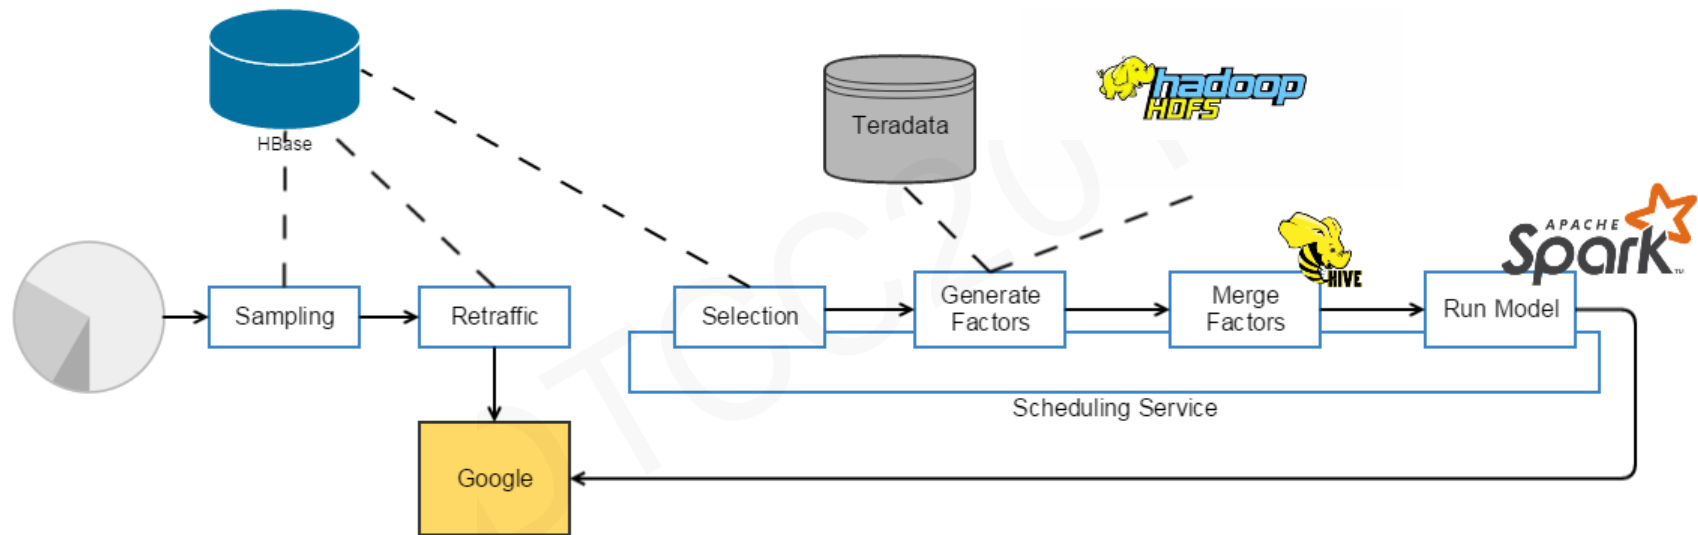 HBase
Teradata
hadoop
HDFS
HIVE
APACHE
Spark
TM
Sampling
Retraffic
Selection
Generate
Factors
Merge
Factors
Run Model
Scheduling Service
Google